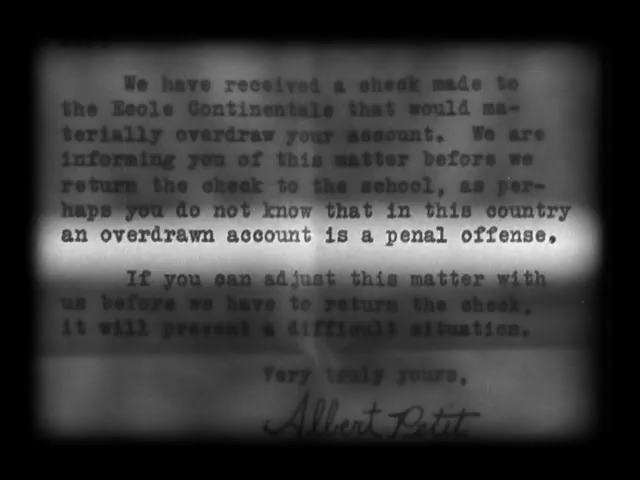 We have received a check made to
the Ecole Continentale that would ma-
terially overdraw your account. We are
informing you of this matter before we
return the check to the school, as per-
haps you do not know that in this country
an overdrawn account is a penal offense.
If you can adjust this matter with
us before we have to return the check,
it will prevent a difficult situation.
Very truly yours,
Albert Petit